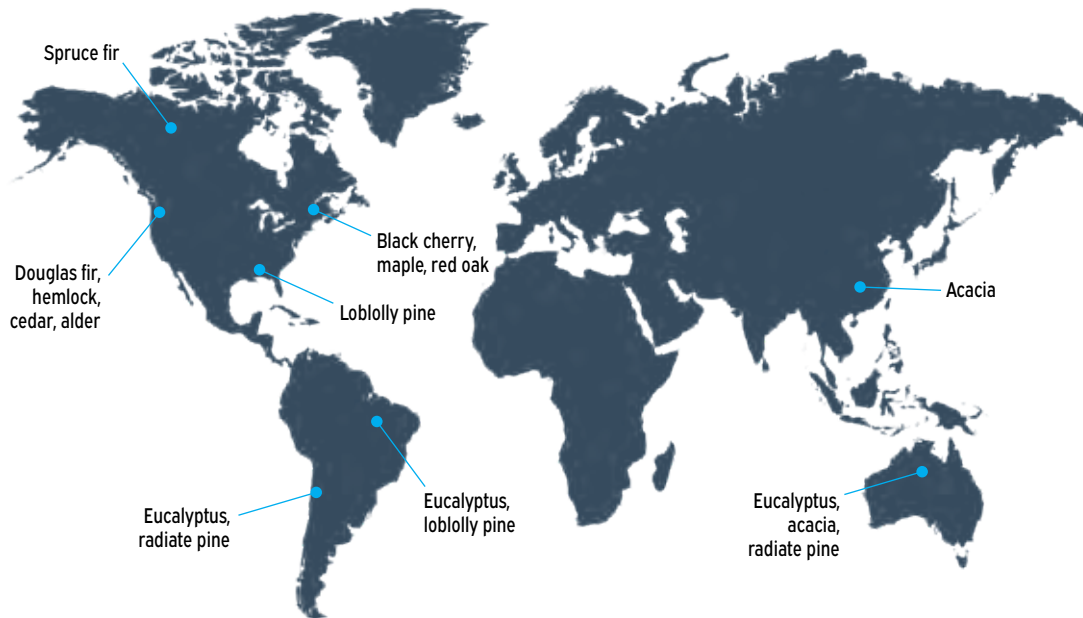 Spruce fir
Black cherry,
maple, red oak
Douglas fir,
hemlock,
cedar, alder
Loblolly pine
Acacia
Eucalyptus,
radiate pine
Eucalyptus,
loblolly pine
Eucalyptus,
acacia,
radiate pine